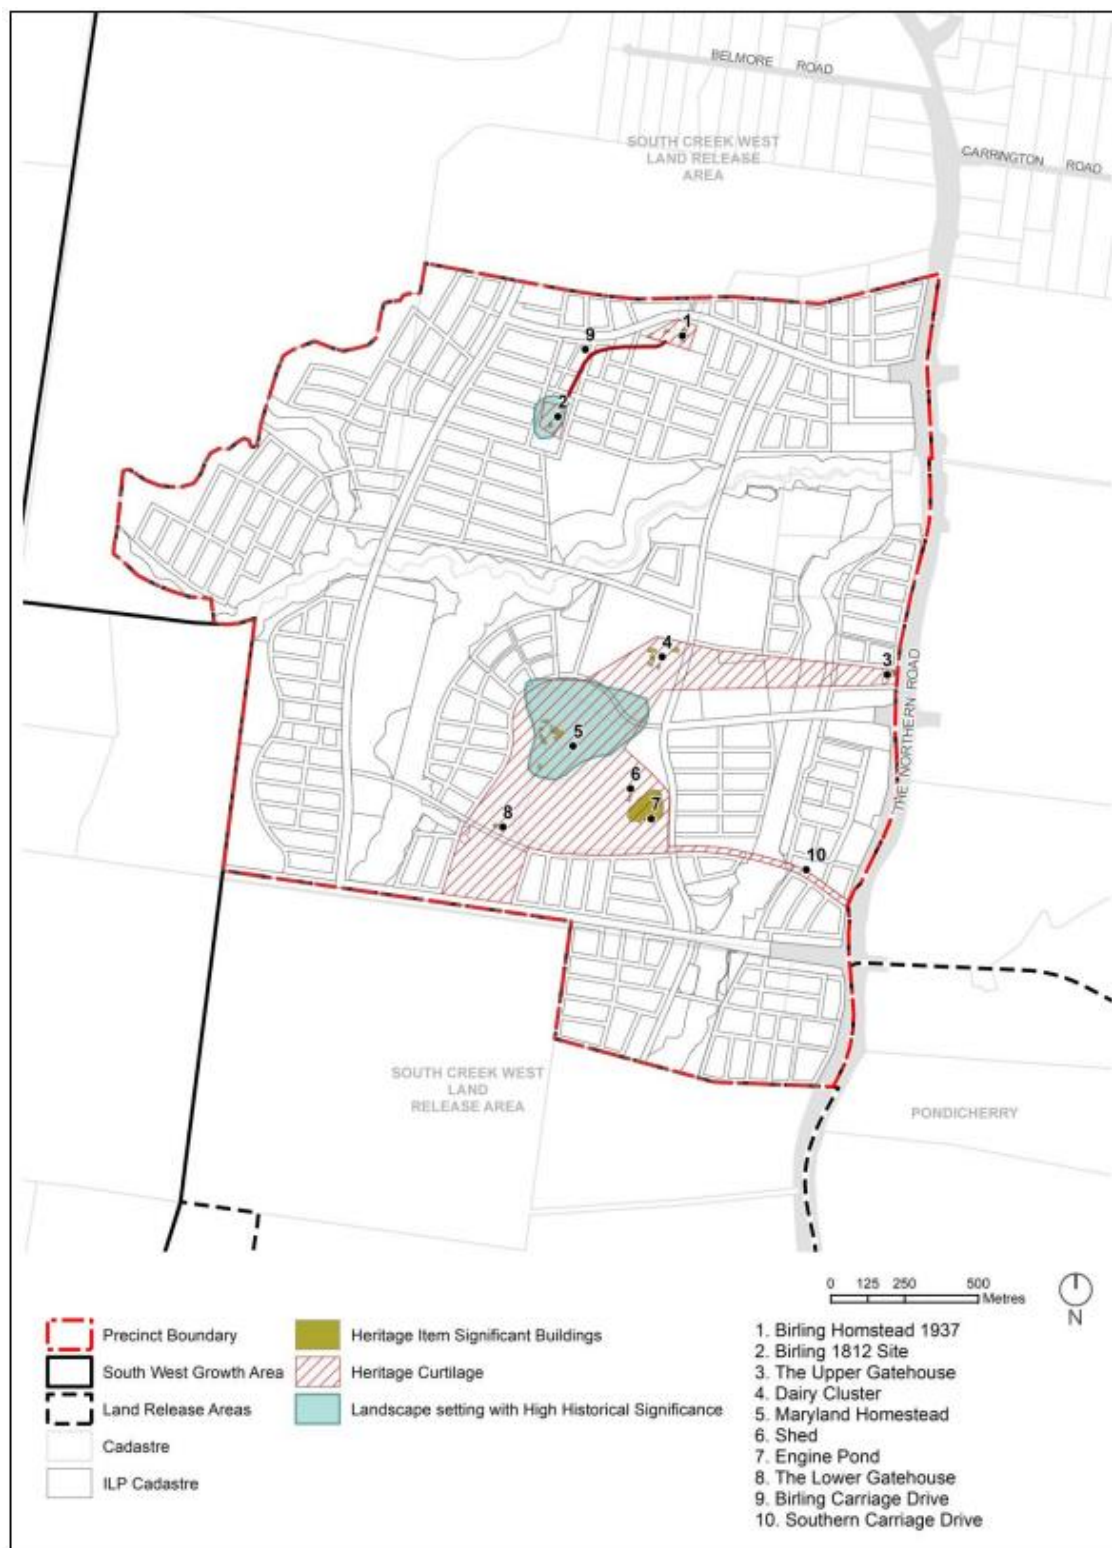 BELMORE ROAD
SOUTH CREEK WEST
LAND RELEASE
AREA
CARRINGTON ROAD
1
9
2
4
3
THE NORTHERN ROAD
5
6
7
8
10
SOUTH CREEK WEST
LAND
RELEASE AREA
PONDICHERRY
0 125 250 500
Metres
N
Precinct Boundary
South West Growth Area
Land Release Areas
Cadastre
ILP Cadastre
Heritage Item Significant Buildings
Heritage Curtilage
Landscape setting with High Historical Significance
1. Birling Homstead 1937
2. Birling 1812 Site
3. The Upper Gatehouse
4. Dairy Cluster
5. Maryland Homestead
6. Shed
7. Engine Pond
8. The Lower Gatehouse
9. Birling Carriage Drive
10. Southern Carriage Drive